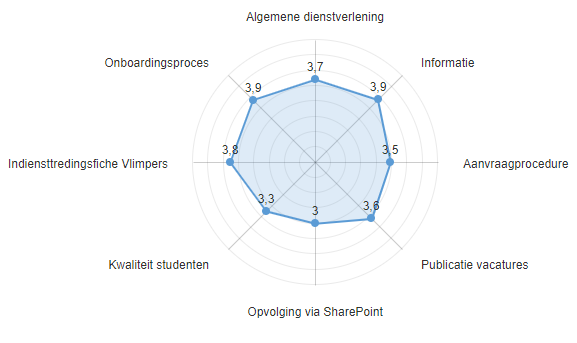 Algemene dienstverlening
Onboardingsproces
Informatie
3,7
3,9
3,9
Indiensttredingsfiche Vlimpers
3,8
3,5
Aanvraagprocedure
3,3
3
3,6
Kwaliteit studenten
Publicatie vacatures
Opvolging via SharePoint